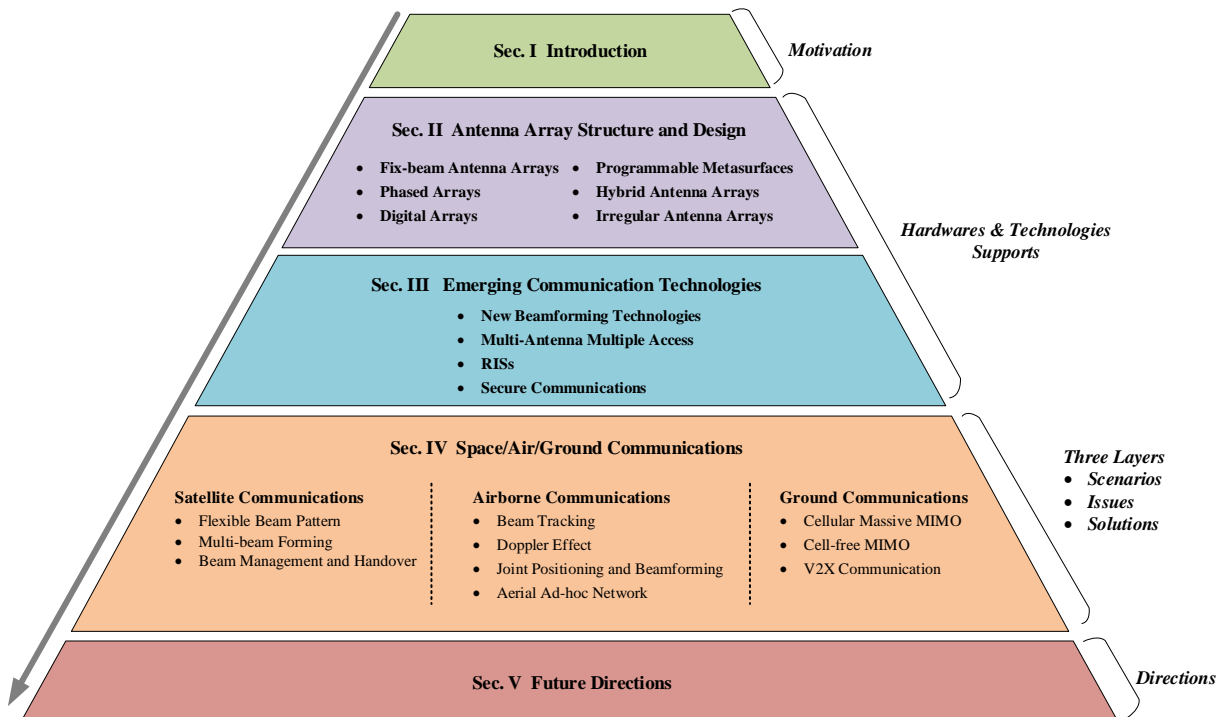 Sec. I Introduction
Motivation
Sec. II Antenna Array Structure and Design
• Fix-beam Antenna Arrays
• Phased Arrays
• Digital Arrays
• Programmable Metasurfaces
• Hybrid Antenna Arrays
• Irregular Antenna Arrays
Hardwares & Technologies
Supports
Sec. III Emerging Communication Technologies
• New Beamforming Technologies
• Multi-Antenna Multiple Access
• RISs
• Secure Communications
Sec. IV Space/Air/Ground Communications
Satellite Communications
• Flexible Beam Pattern
• Multi-beam Forming
• Beam Management and Handover
Airborne Communications
• Beam Tracking
• Doppler Effect
• Joint Positioning and Beamforming
• Aerial Ad-hoc Network
Ground Communications
• Cellular Massive MIMO
• Cell-free MIMO
• V2X Communication
Three Layers
• Scenarios
• Issues
• Solutions
Sec. V Future Directions
Directions